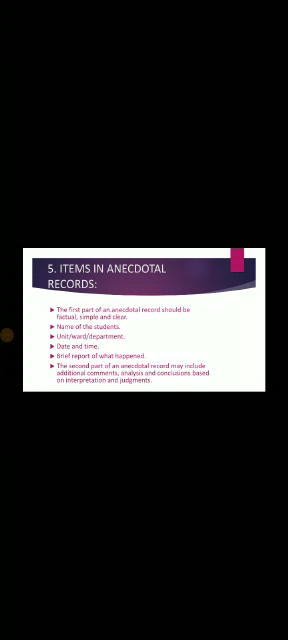 5. ITEMS IN ANECDOTAL
RECORDS:
The first part of an anecdotal record should be
factual, simple and clear.
Name of the students.
Unit/ward/department.
Date and time.
Brief report of what happened.
The second part of an anecdotal record may include
additional comments, analysis and conclusions based
on interpretation and judgments.